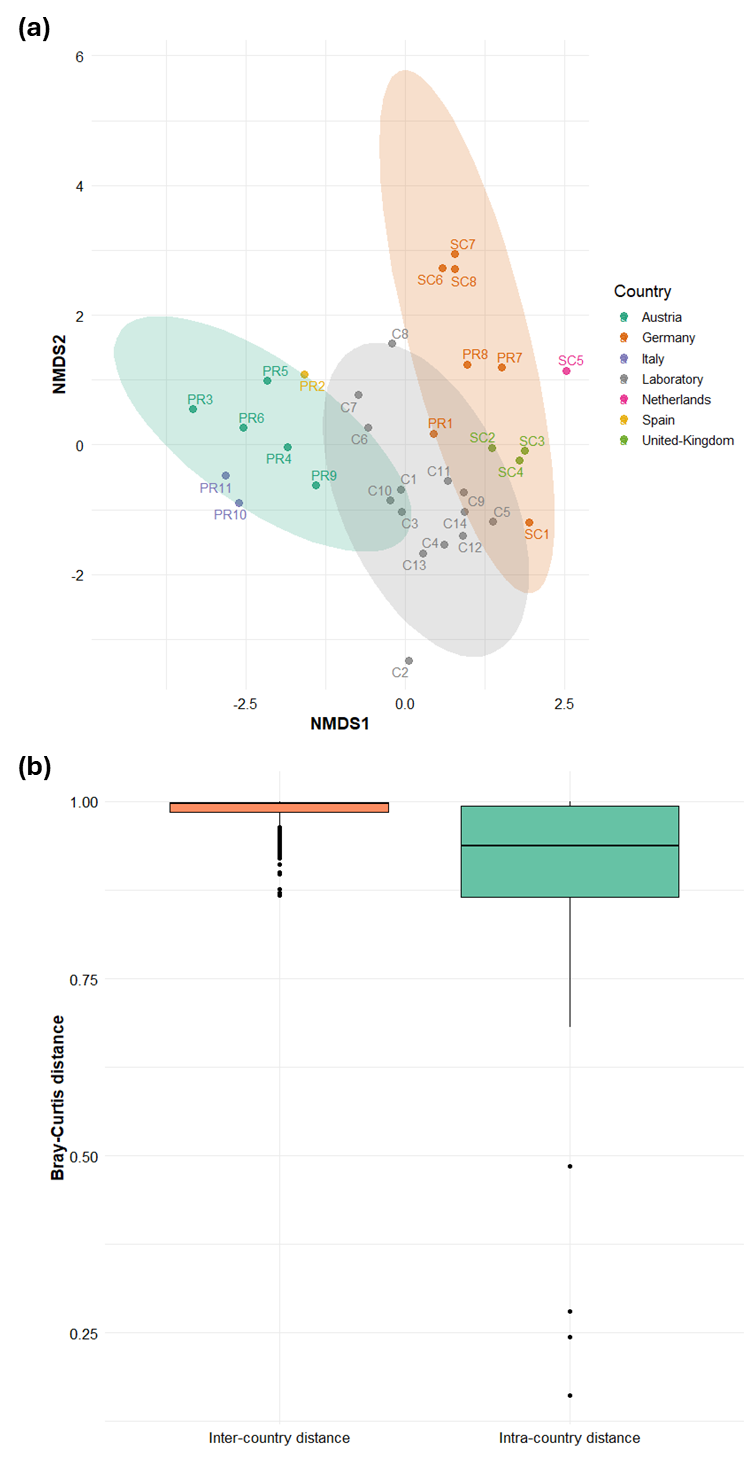 (a)
6
4
2
0
-2
NMDS2
SC7
SC6
SC8
C8
PR8
PR7
SC5
PR5
PR2
PR3
C7
PR6
C6
PR1
SC2
SC3
PR4
SC4
PR11
PR9
C11
C1
C10
C9
PR10
C3
C14
C5
SC1
C4
C12
C13
C2
-2.5
0.0
2.5
NMDS1
Country
Austria
Germany
Italy
Laboratory
Netherlands
Spain
United-Kingdom
(b)
1.00
0.75
0.50
0.25
Bray-Curtis distance
Inter-country distance
Intra-country distance